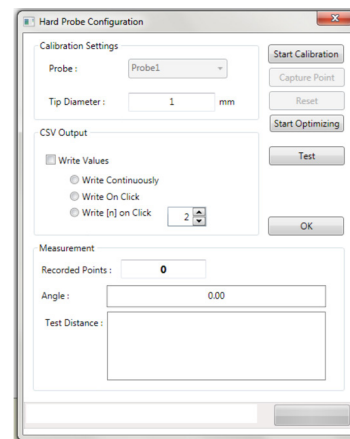 Hard Probe Configuration
Calibration Settings
Probe :
Probe1
Tip Diameter :
1
mm
Start Calibration
Capture Point
Reset
Start Optimizing
Test
OK
CSV Output
Write Values
Write Continuously
Write On Click
Write [n] on Click
2
Measurement
Recorded Points :
0
Angle :
0.00
Test Distance :